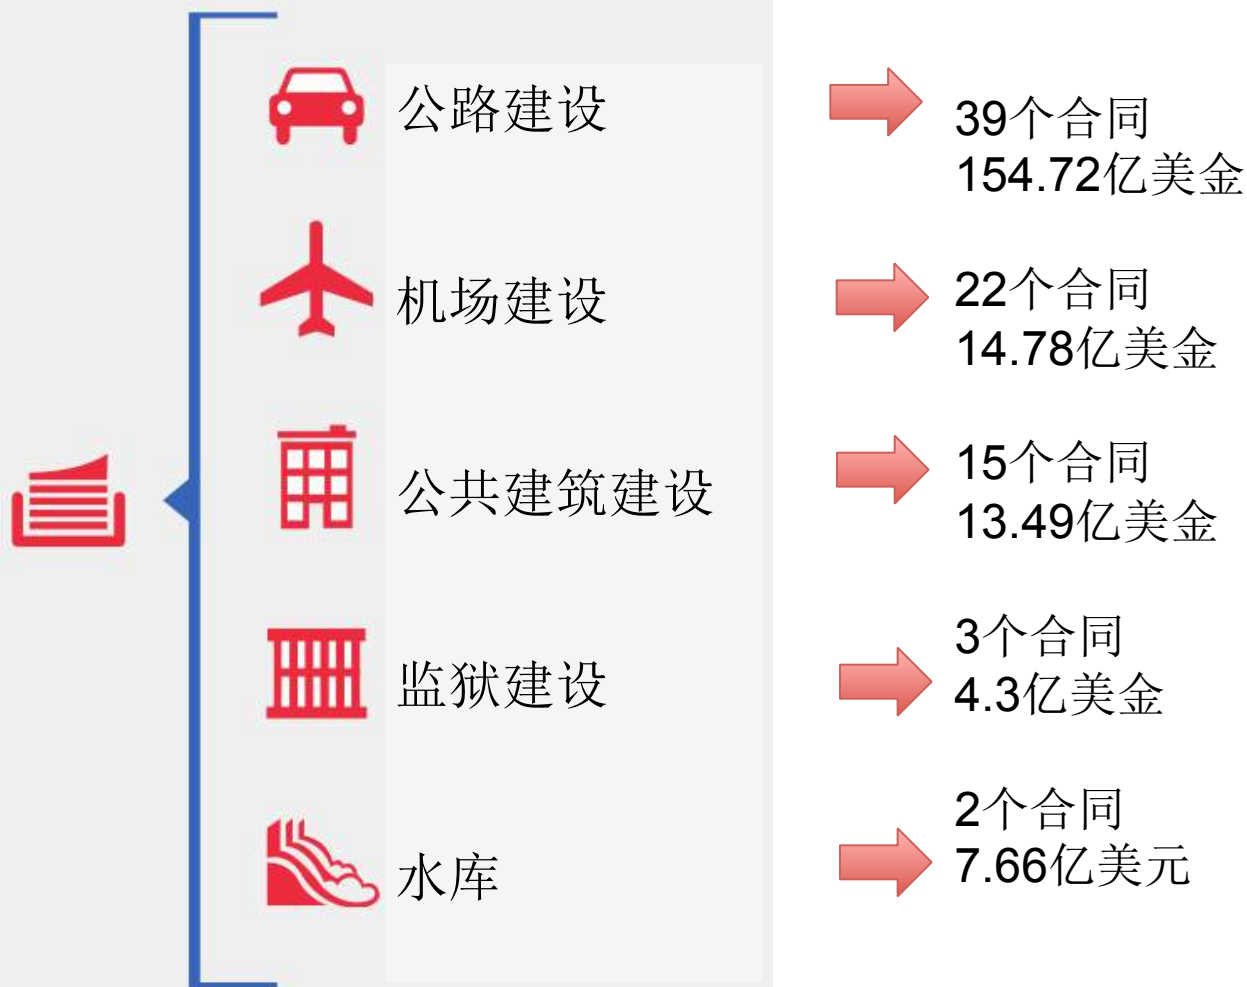 公路建设
39个合同
154.72亿美金
机场建设
22个合同
14.78亿美金
公共建筑建设
15个合同
13.49亿美金
监狱建设
3个合同
4.3亿美金
水库
2个合同
7.66亿美元